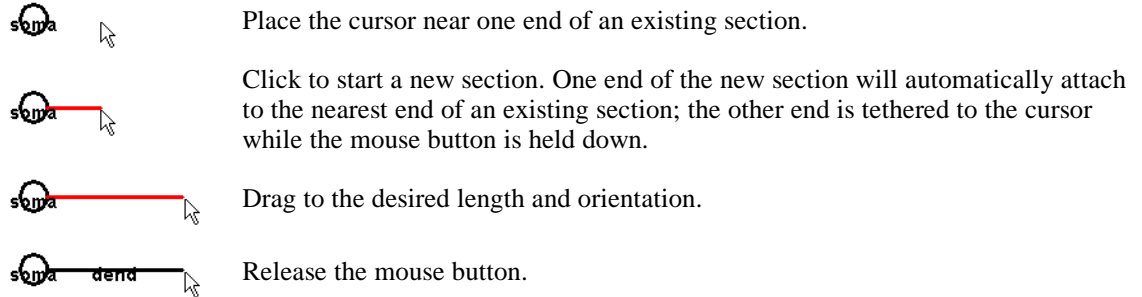 soma Place the cursor near one end of an existing section.
Click to start a new section. One end of the new section will automatically attach
soma to the nearest end of an existing section; the other end is tethered to the cursor
while the mouse button is held down.
soma Drag to the desired length and orientation.
soma dend Release the mouse button.